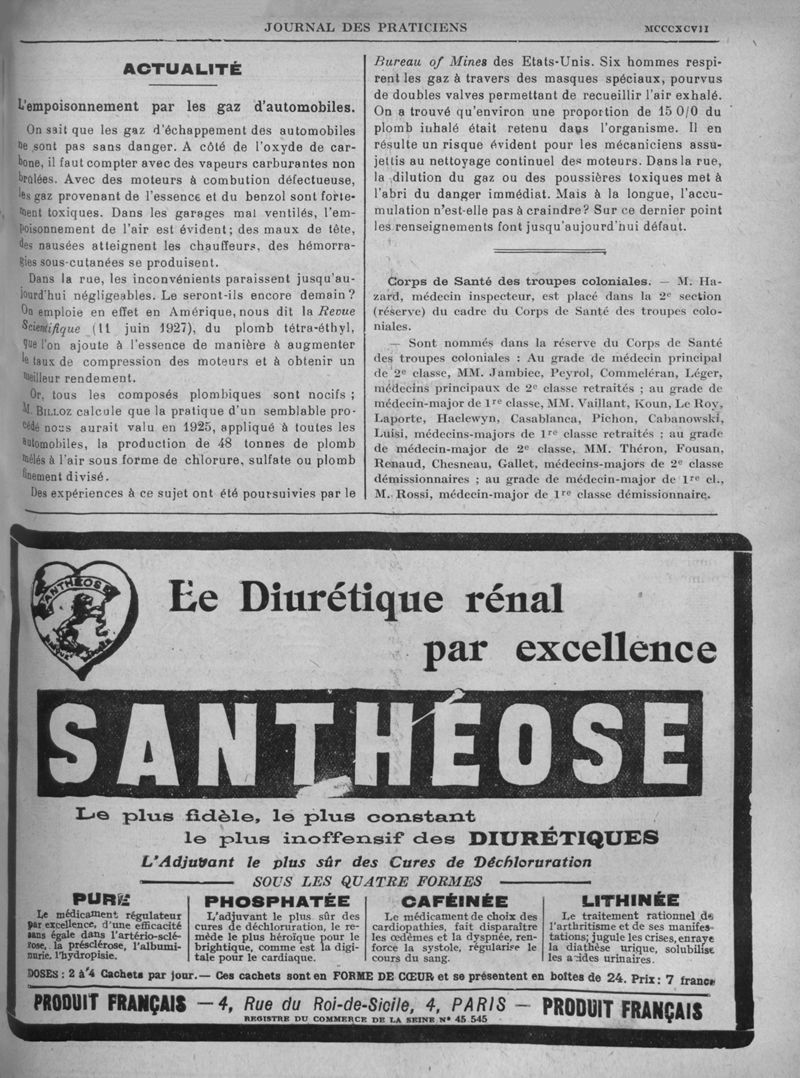 JOURNAL DES PRATICIENS
MCCCXCVII
ACTUALITÉ
L'empoisonnement par les gaz d'automobiles.
On sait que les gaz d'échappement des automobiles
ne sont pas sans danger. A côté de l'oxyde de car-
bone, il faut compter avec des vapeurs carburantes non
brûlées. Avec des moteurs à combution défectueuse,
les gaz provenant de l'essence et du benzol sont forte-
ment toxiques. Dans les garages mal ventilés, l'em-
poisonnement de l'air est évident ; des maux de tête,
des nausées atteignent les chauffeurs, des hémorra-
gies sous-cutanées se produisent.
Dans la rue, les inconvénients paraissent jusqu'au-
jourd'hui négligeables. Le seront-ils encore demain ?
On emploie en effet en Amérique, nous dit la Revue
Scientifique (11 juin 1927), du plomb tétra-éthyl,
que l'on ajoute à l'essence de manière à augmenter
le taux de compression des moteurs et à obtenir un
meilleur rendement.
Or, tous les composés plombiques sont nocifs ;
M. BILLOZ calcule que la pratique d'un semblable pro-
cédé nous aurait valu en 1925, appliqué à toutes les
automobiles, la production de 48 tonnes de plomb
mêlés à l'air sous forme de chlorure, sulfate ou plomb
finement divisé.
Des expériences à ce sujet ont été poursuivies par le
Bureau of Mines des Etats-Unis. Six hommes respi-
rent les gaz à travers des masques spéciaux, pourvus
de doubles valves permettant de recueillir l'air exhalé.
On a trouvé qu'environ une proportion de 15 0/0 du
plomb inhalé était retenu dans l'organisme. Il en
résulte un risque évident pour les mécaniciens assu-
jettis au nettoyage continuel des moteurs. Dans la rue,
la dilution du gaz ou des poussières toxiques met à
l'abri du danger immédiat. Mais à la longue, l'accu-
mulation n'est-elle pas à craindre ? Sur ce dernier point
les renseignements font jusqu'aujourd'hui défaut.
Corps de Santé des troupes coloniales. — M. Ha-
zard, médecin inspecteur, est placé dans la 2e section
(réserve) du cadre du Corps de Santé des troupes colo-
niales.
— Sont nommés dans la réserve du Corps de Santé
des troupes coloniales : Au grade de médecin principal
de 2e classe, MM. Jambiec, Peyrol, Commeléran, Léger,
médecins principaux de 2e classe retraités ; au grade de
médecin-major de 1re classe, MM. Vaillant, Koun, Le Roy,
Laporte, Haelewyn, Casablanca, Pichon, Cabanowski,
Luisi, médecins-majors de 1re classe retraités ; au grade
de médecin-major de 2e classe, MM. Théron, Fousan,
Renaud, Chesneau, Gallet, médecins-majors de 2e classe
démissionnaires ; au grade de médecin-major de 1re cl.,
M. Rossi, médecin-major de 1re classe démissionnaire.
SANTHÉOSE
Le Diurétique rénal
par excellence
SANTHÉOSE
Le plus fidèle, le plus constant
le plus inoffensif des DIURÉTIQUES
L'Adjuvant le plus sûr des Cures de Déchloruration
SOUS LES QUATRE FORMES
PURE
Le médicament régulateur
par excellence, d'une efficacité
sans égale dans l'artério-sclé-
rose, la présclérose, l'albumi-
nurie, l'hydropisie.
PHOSPHATÉE
L'adjuvant le plus sûr des
cures de déchloruration, le re-
mède le plus héroïque pour le
brightique, comme est la digi-
tale pour le cardiaque.
CAFÉINÉE
Le médicament de choix des
cardiopathies, fait disparaître
les œdèmes et la dyspnée, ren-
force la systole, régularise le
cours du sang.
LITHINÉE
Le traitement rationnel de
l'arthritisme et de ses manifes-
tations; jugule les crises, enraye
la diathèse urique, solubilise
les acides urinaires.
DOSES : 2 à 4 Cachets par jour.— Ces cachets sont en FORME DE CŒUR et se présentent en boîtes de 24. Prix : 7 francs
PRODUIT FRANÇAIS — 4, Rue du Roi-de-Sicile, 4, PARIS — PRODUIT FRANÇAIS
REGISTRE DU COMMERCE DE LA SEINE N° 45.545